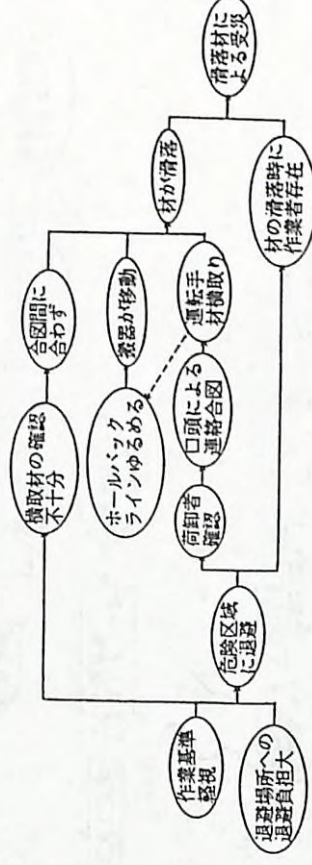 作業基準
軽視
退避場所への
退避負担大
危険区域
に退避
横取材の確認
不十分
ホールバック
ラインゆるめる
荷卸者
確認
口頭による
連絡合図
合図間に
合わず
搬器が移動
運転手
材横取り
材が滑落
材の滑落時に
作業者存在
滑落材に
よる受災